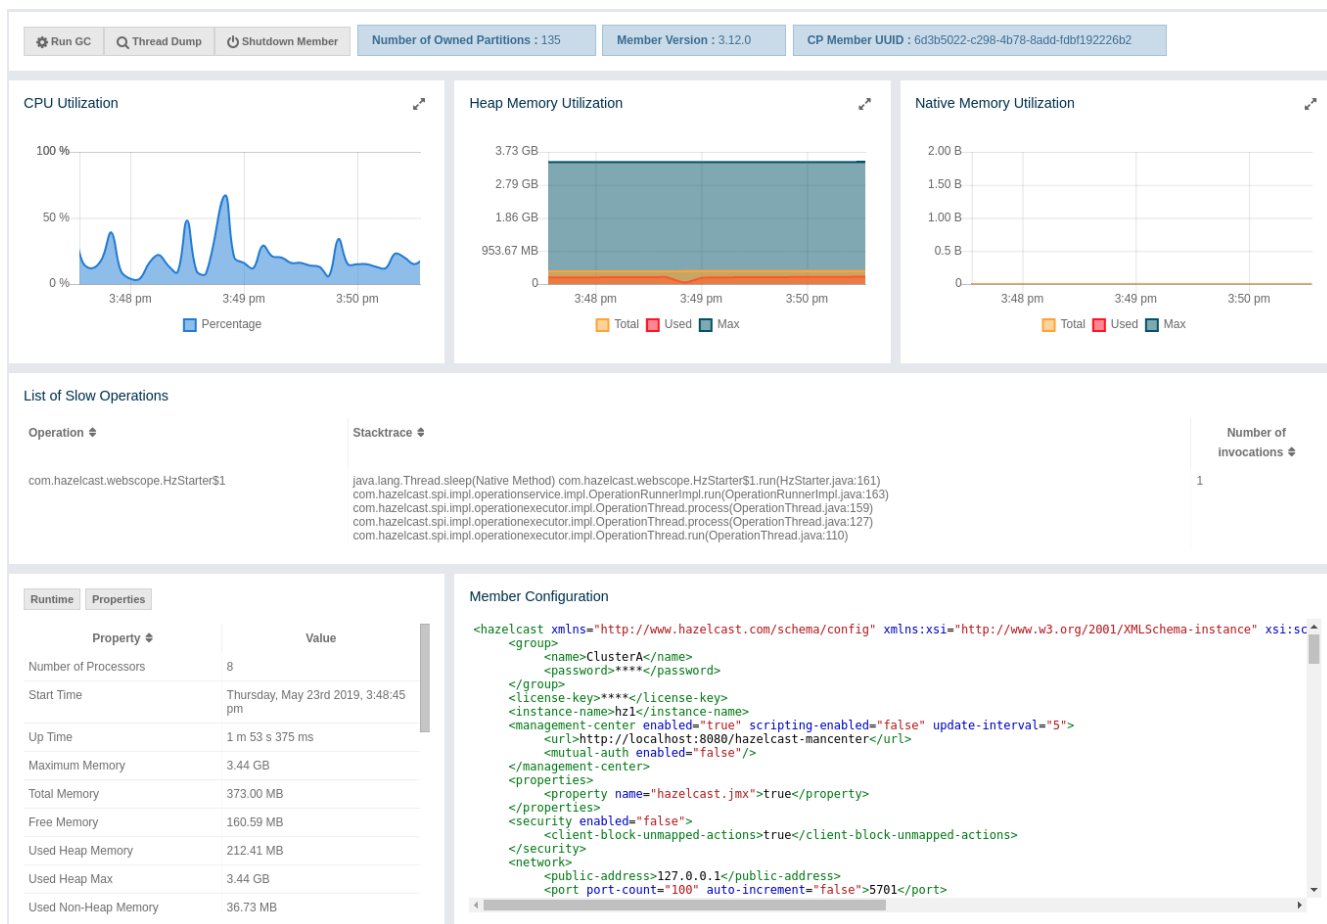 Run GC Thread Dump Shutdown Member Number of Owned Partitions : 135 Member Version : 3.12.0 CP Member UUID : 6d3b5022-c298-4b78-8add-fdbf192226b2
CPU Utilization
100 %
50 %
0 %
3:48 pm 3:49 pm 3:50 pm
Percentage
Heap Memory Utilization
3.73 GB
2.79 GB
1.86 GB
953.67 MB
0
3:48 pm 3:49 pm 3:50 pm
Total Used Max
Native Memory Utilization
2.00 B
1.50 B
1.00 B
0.5 B
0
3:48 pm 3:49 pm 3:50 pm
Total Used Max
List of Slow Operations
Operation Stacktrace Number of
invocations
com.hazelcast.webscope.HzStarter$1 java.lang.Thread.sleep(Native Method) com.hazelcast.webscope.HzStarter$1.run(HzStarter.java:161) 1
com.hazelcast.spi.impl.operationservice.impl.OperationRunnerImpl.run(OperationRunnerImpl.java:163)
com.hazelcast.spi.impl.operationexecutor.impl.OperationThread.process(OperationThread.java:159)
com.hazelcast.spi.impl.operationexecutor.impl.OperationThread.process(OperationThread.java:127)
com.hazelcast.spi.impl.operationexecutor.impl.OperationThread.run(OperationThread.java:110)
Runtime Properties
Property Value
Number of Processors 8
Start Time Thursday, May 23rd 2019, 3:48:45
pm
Up Time 1 m 53 s 375 ms
Maximum Memory 3.44 GB
Total Memory 373.00 MB
Free Memory 160.59 MB
Used Heap Memory 212.41 MB
Used Heap Max 3.44 GB
Used Non-Heap Memory 36.73 MB
Member Configuration
<hazelcast xmlns="http://www.hazelcast.com/schema/config" xmlns:xsi="http://www.w3.org/2001/XMLSchema-instance" xsi:sc
<group>
<name>ClusterA</name>
<password>****</password>
</group>
<license-key>****</license-key>
<instance-name>hz1</instance-name>
<management-center enabled="true" scripting-enabled="false" update-interval="5">
<url>http://localhost:8080/hazelcast-mancenter</url>
<mutual-auth enabled="false"/>
</management-center>
<properties>
<property name="hazelcast.jmx">true</property>
</properties>
<security enabled="false">
<client-block-unmapped-actions>true</client-block-unmapped-actions>
</security>
<network>
<public-address>127.0.0.1</public-address>
<port port-count="100" auto-increment="false">5701</port>